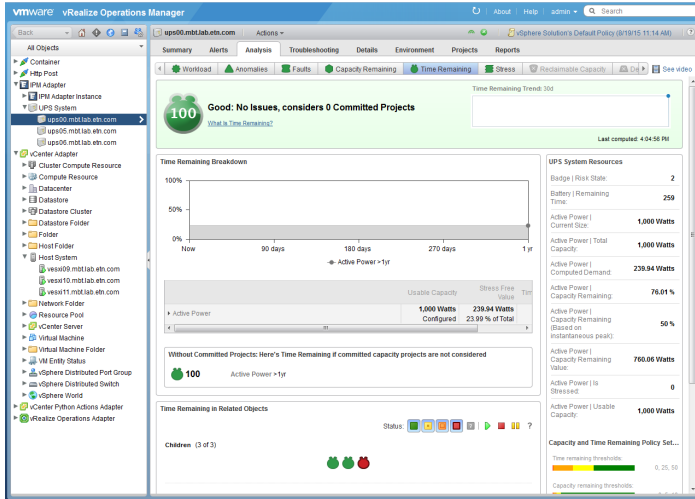 vmware vRealize Operations Manager
About Help admin Search
Back
ups00.mbt.lab.etn.com Actions
vSphere Solution's Default Policy (9/18/15 11:14 AM)
All Objects
Container
Http Post
IPM Adapter
IPM Adapter Instance
UPS System
ups00.mbt.lab.etn.com
ups05.mbt.lab.etn.com
ups06.mbt.lab.etn.com
vCenter Adapter
Cluster Compute Resource
Compute Resource
Datacenter
Datastore
Datastore Cluster
Datastore Folder
Folder
Host Folder
Host System
vesxi09.mbt.lab.etn.com
vesxi10.mbt.lab.etn.com
vesxi11.mbt.lab.etn.com
Network Folder
Resource Pool
vCenter Server
Virtual Machine
Virtual Machine Folder
VM Entity Status
vSphere Distributed Port Group
vSphere Distributed Switch
vSphere World
vCenter Python Actions Adapter
vRealize Operations Adapter
Summary Alerts Analysis Troubleshooting Details Environment Projects Reports
Workload Anomalies Faults Capacity Remaining Time Remaining Stress Reclaimable Capacity De See video
100
Good: No Issues, considers 0 Committed Projects
What is Time Remaining?
Time Remaining Trend: 30d
Last computed: 4:04:56 PM
Time Remaining Breakdown
100%
50%
0%
Now 90 days 180 days 270 days 1 yr
Active Power >1yr
Usable Capacity Stress Free Value Tim
Active Power 1,000 Watts 239.94 Watts
Configured 23.99 % of Total
Without Committed Projects: Here's Time Remaining if committed capacity projects are not considered
100 Active Power >1yr
Time Remaining in Related Objects
Status:
Children (3 of 3)
UPS System Resources
Badge | Risk State: 2
Battery | Remaining
Time: 259
Active Power |
Current Size: 1,000 Watts
Active Power | Total
Capacity: 1,000 Watts
Active Power |
Computed Demand: 239.94 Watts
Active Power |
Capacity Remaining: 76.01 %
Active Power |
Capacity Remaining
(Based on
instantaneous peak): 50 %
Active Power |
Capacity Remaining
Value: 760.06 Watts
Active Power | Is
Stressed: 0
Active Power | Usable
Capacity: 1,000 Watts
Capacity and Time Remaining Policy Set...
Time remaining thresholds:
0, 25, 50
Capacity remaining thresholds: